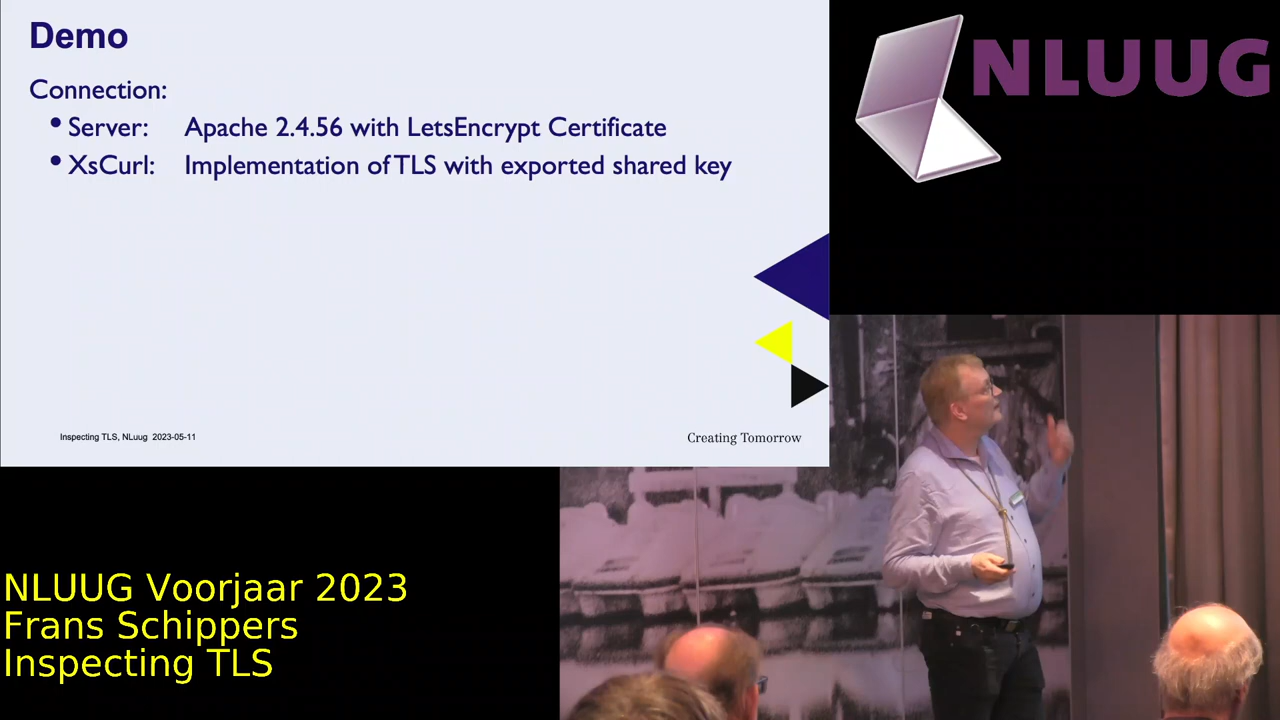 Demo
Connection:
• Server: Apache 2.4.56 with LetsEncrypt Certificate
• XsCurl: Implementation of TLS with exported shared key
Inspecting TLS, NLuug 2023-05-11
Creating Tomorrow
NLUUG
NLUUG Voorjaar 2023
Frans Schippers
Inspecting TLS